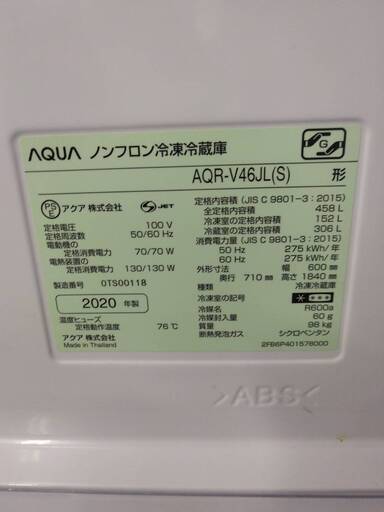 AQUA ノンフロン冷凍冷蔵庫
AQR-V46JL(S) 形
PS
E
アクア 株式会社
JET
定格電圧 100 V
定格周波数 50/60 Hz
電動機の
定格消費電力 70/70 W
電熱装置の
定格消費電力 130/130 W
製造番号 0TS00118
2020 年製
温度ヒューズ
定格動作温度 76℃
アクア 株式会社
Made in Thailand
G
定格内容積 (JIS C 9801-3:2015)
全定格内容積 458 L
冷凍室の定格内容積 152 L
冷蔵室の定格内容積 306 L
消費電力量 (JIS C 9801-3:2015)
50 Hz 275 kWh/年
60 Hz 275 kWh/年
外形寸法 幅 600 mm
奥行 710 mm 高さ 1840 mm
種類 冷凍冷蔵庫
冷凍室の記号
冷媒 R600a
冷媒封入量 60 g
質量 98 kg
断熱発泡ガス シクロペンタン
2FB6P401578000
>ABS<